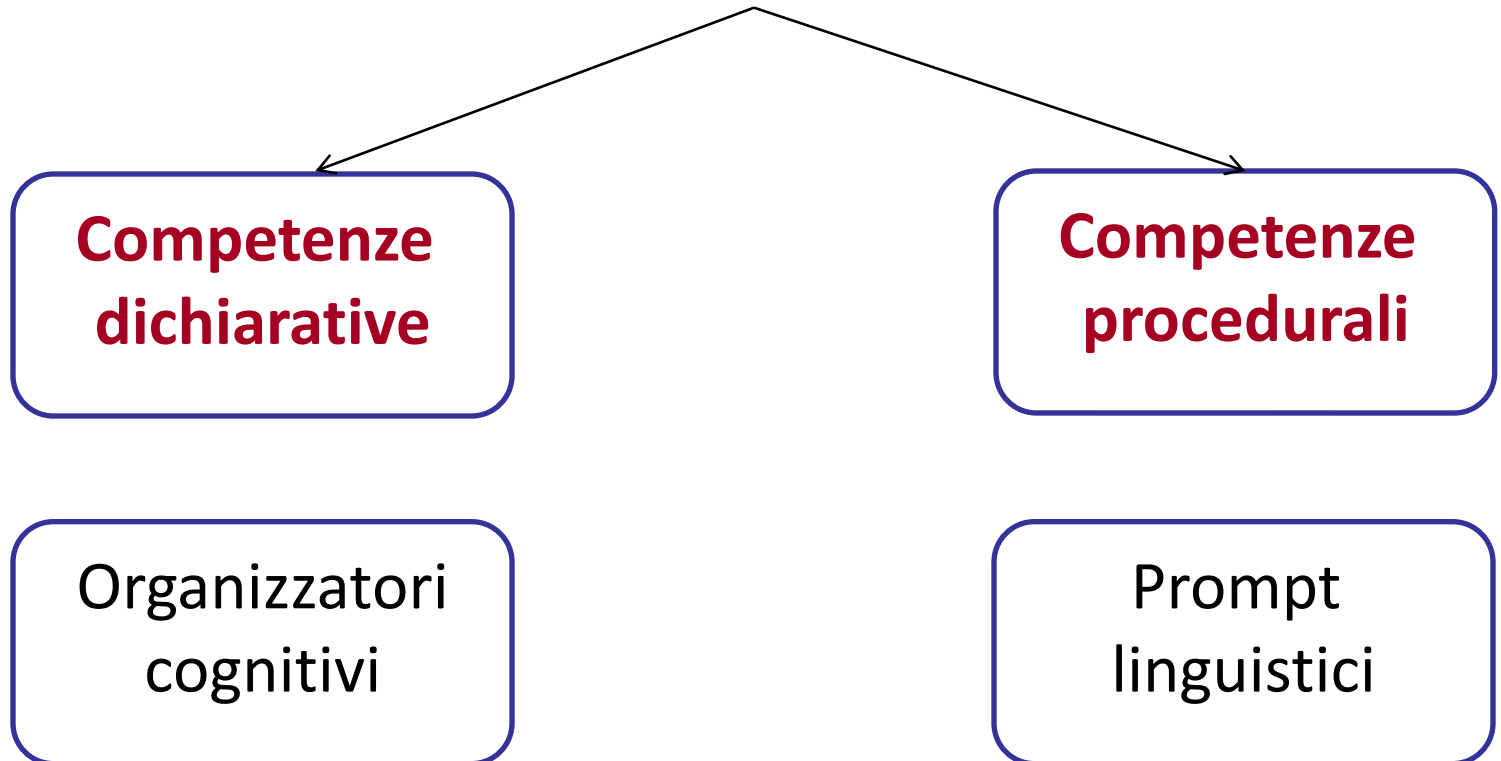 Competenze
dichiarative
Competenze
procedurali
Organizzatori
cognitivi
Prompt
linguistici